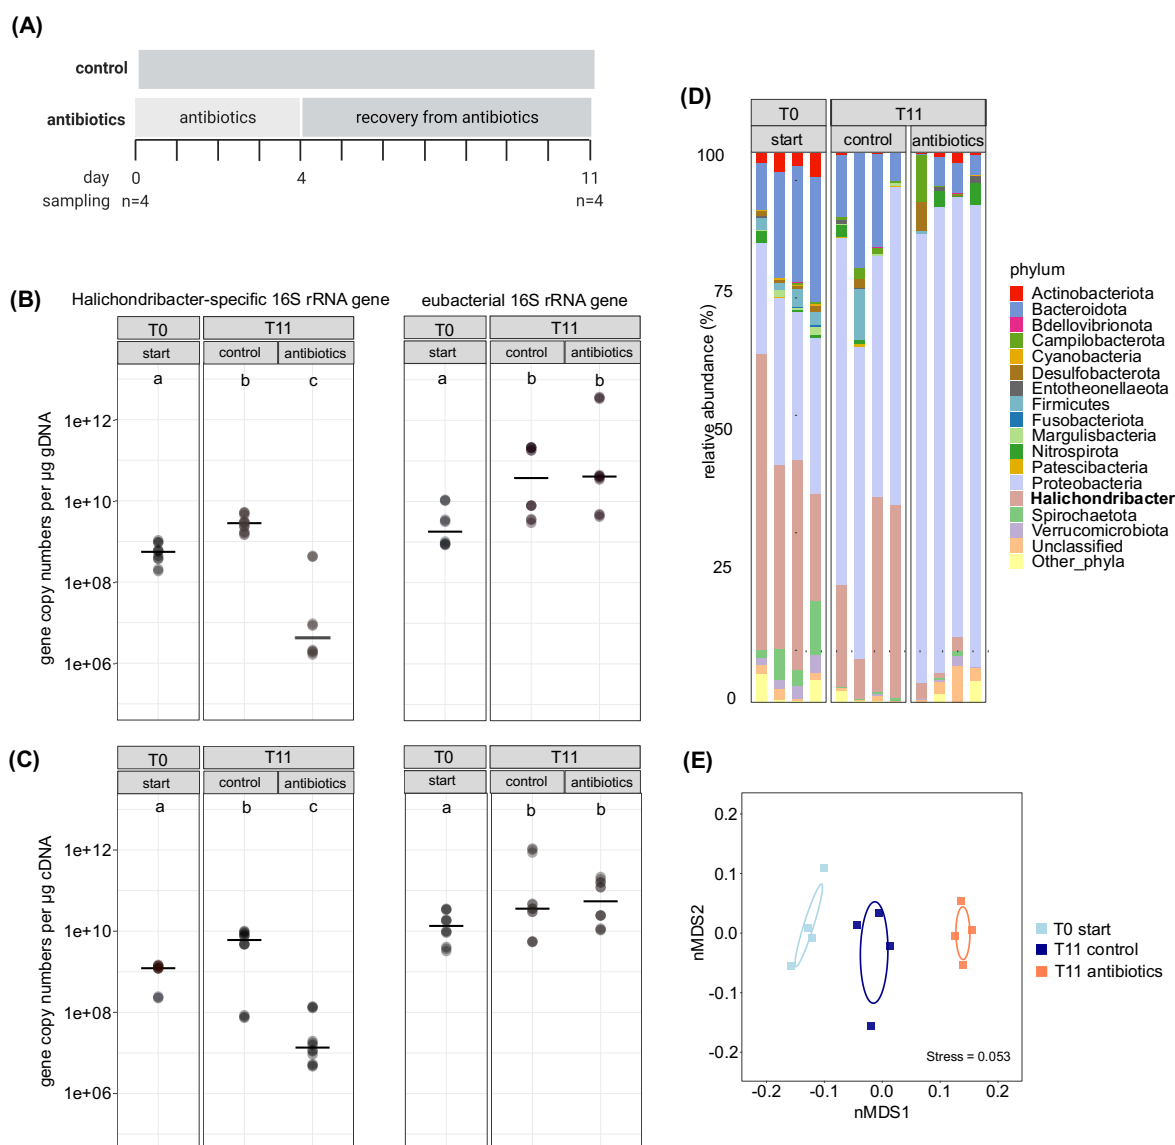 (A)
control
antibiotics
antibiotics
recovery from antibiotics
day
0
4
11
sampling
n=4
n=4
(B)
Halichondribacter-specific 16S rRNA gene
eubacterial 16S rRNA gene
T0
T11
T0
T11
start
control
antibiotics
start
control
antibiotics
a
b
c
a
b
b
gene copy numbers per µg gDNA
1e+12
1e+10
1e+08
1e+06
(C)
T0
T11
T0
T11
start
control
antibiotics
start
control
antibiotics
a
b
c
a
b
b
gene copy numbers per µg cDNA
1e+12
1e+10
1e+08
1e+06
(D)
T0
T11
start
control
antibiotics
relative abundance (%)
100
75
50
25
0
phylum
Actinobacteriota
Bacteroidota
Bdellovibrionota
Campilobacterota
Cyanobacteria
Desulfobacterota
Entotheonellaeota
Firmicutes
Fusobacteriota
Margulisbacteria
Nitrospirota
Patescibacteria
Proteobacteria
Halichondribacter
Spirochaetota
Verrucomicrobiota
Unclassified
Other_phyla
(E)
nMDS2
0.2
0.1
0.0
-0.1
-0.2
Stress = 0.053
-0.2
-0.1
0.0
0.1
0.2
nMDS1
T0 start
T11 control
T11 antibiotics